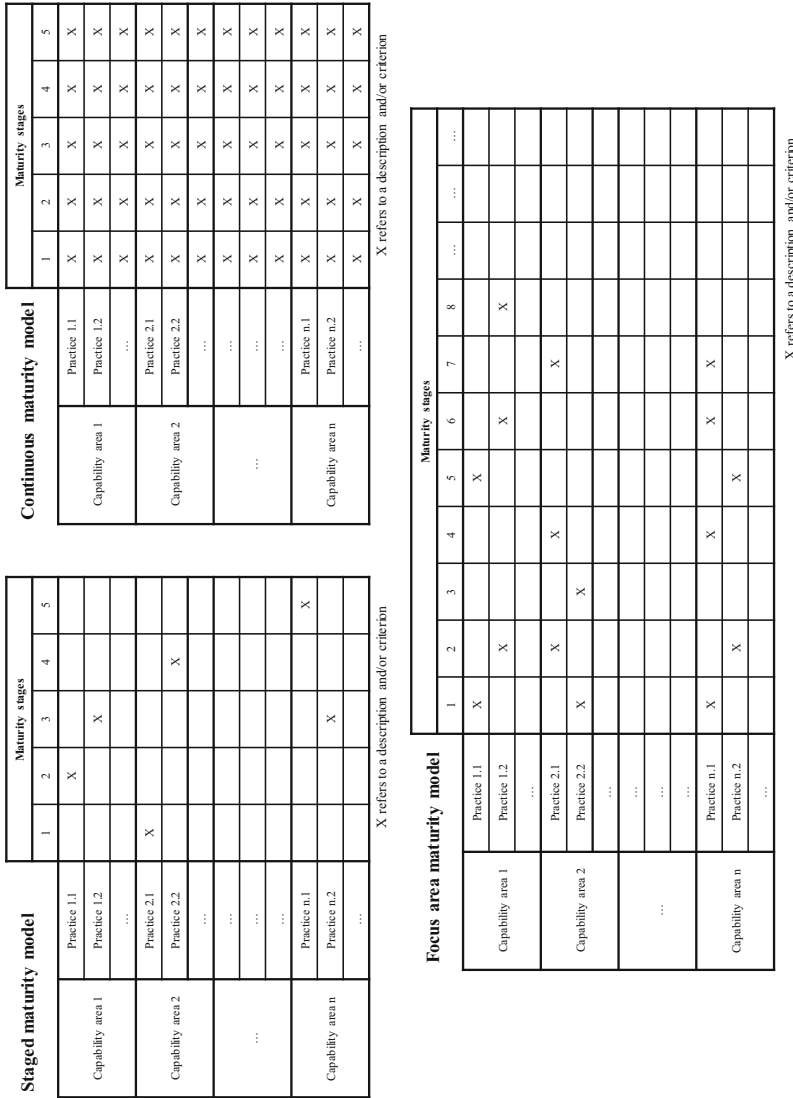 Staged maturity model
Maturity stages
1 2 3 4 5
Practice 1.1 X
Capability area 1 Practice 1.2 X
…
Practice 2.1 X
Capability area 2 Practice 2.2 X
…
…
… …
…
Practice n.1 X
Capability area n Practice n.2 X
…
X refers to a description and/or criterion
Continuous maturity model
Maturity stages
1 2 3 4 5
Practice 1.1 X X X X X
Capability area 1 Practice 1.2 X X X X X
… X X X X X
Practice 2.1 X X X X X
Capability area 2 Practice 2.2 X X X X X
… X X X X X
… X X X X X
… … X X X X X
… X X X X X
Practice n.1 X X X X X
Capability area n Practice n.2 X X X X X
… X X X X X
X refers to a description and/or criterion
Focus area maturity model
Maturity stages
1 2 3 4 5 6 7 8 … … …
Practice 1.1 X X
Capability area 1 Practice 1.2 X X X
…
Practice 2.1 X X X
Capability area 2 Practice 2.2 X X
…
…
… …
…
Practice n.1 X X X X
Capability area n Practice n.2 X X
…
X refers to a description and/or criterion